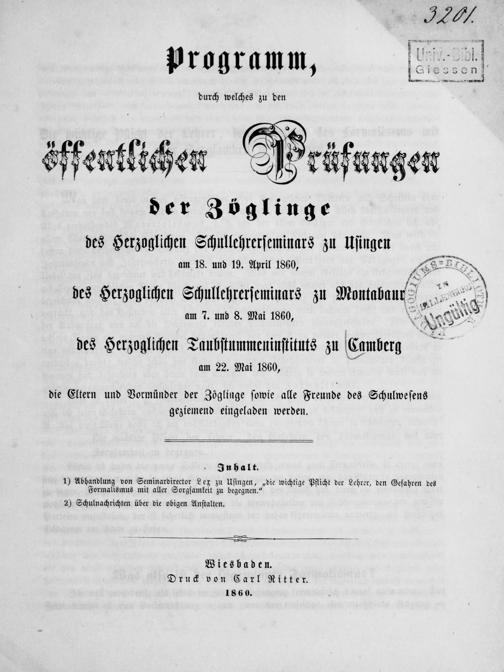 3201.
Univ.-Bibl.
Giessen
Programm,
durch welches zu den
öffentlichen Prüfungen
der Zöglinge
des Herzoglichen Schullehrerseminars zu Usingen
am 18. und 19. April 1860,
des Herzoglichen Schullehrerseminars zu Montabaur
am 7. und 8. Mai 1860,
des Herzoglichen Taubstummeninstituts zu Camberg
am 22. Mai 1860,
die Eltern und Vormünder der Zöglinge sowie alle Freunde des Schulwesens
geziemend eingeladen werden.
IN
DILLENBURG
Ungültig
Inhalt.
1) Abhandlung von Seminardirector Lex zu Usingen, „die wichtige Pflicht der Lehrer, den Gefahren des
Formalismus mit aller Sorgsamkeit zu begegnen.“
2) Schulnachrichten über die obigen Anstalten.
Wiesbaden.
Druck von Carl Ritter.
1860.